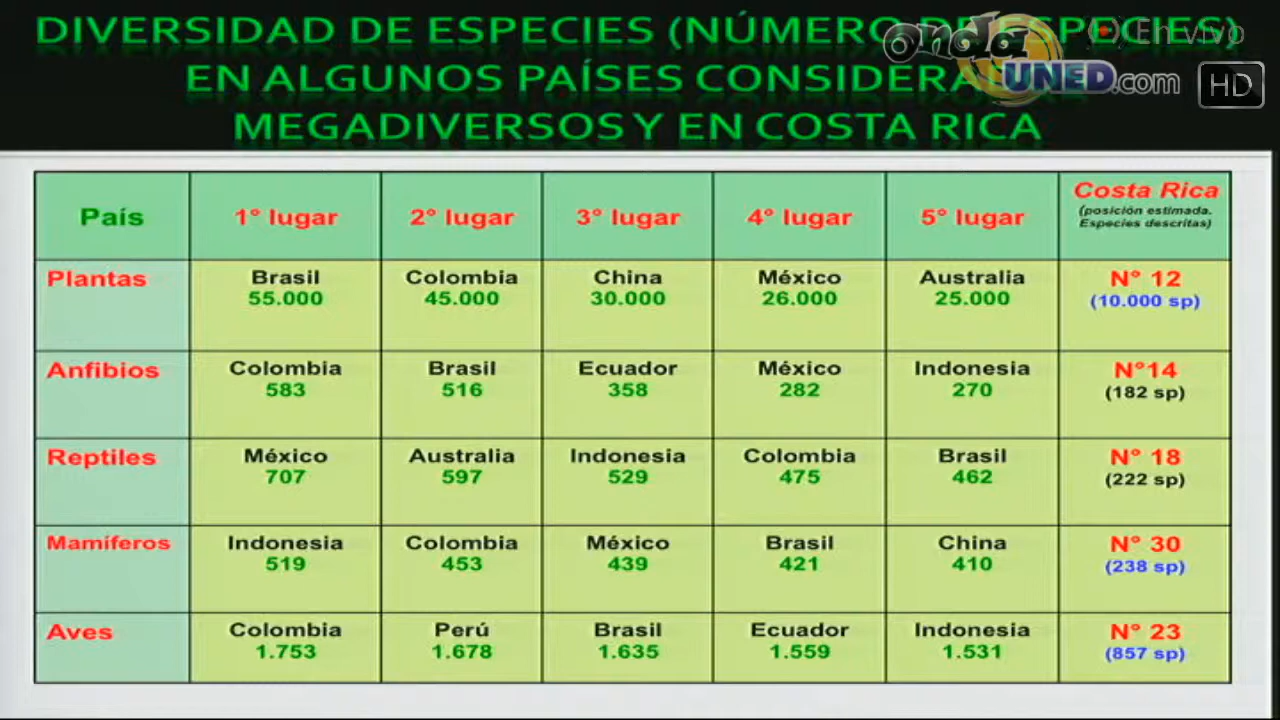 DIVERSIDAD DE ESPECIES (NÚMERO DE ESPECIES)
EN ALGUNOS PAÍSES
MEGADIVERSOS Y EN COSTA RICA
onda
UNED.com
En vivo
HD
País 1° lugar 2° lugar 3° lugar 4° lugar 5° lugar Costa Rica
(posición estimada.
Especies descritas)
Plantas Brasil Colombia China México Australia N° 12
55.000 45.000 30.000 26.000 25.000 (10.000 sp)
Anfibios Colombia Brasil Ecuador México Indonesia N°14
583 516 358 282 270 (182 sp)
Reptiles México Australia Indonesia Colombia Brasil N° 18
707 597 529 475 462 (222 sp)
Mamíferos Indonesia Colombia México Brasil China N° 30
519 453 439 421 410 (238 sp)
Aves Colombia Perú Brasil Ecuador Indonesia N° 23
1.753 1.678 1.635 1.559 1.531 (857 sp)